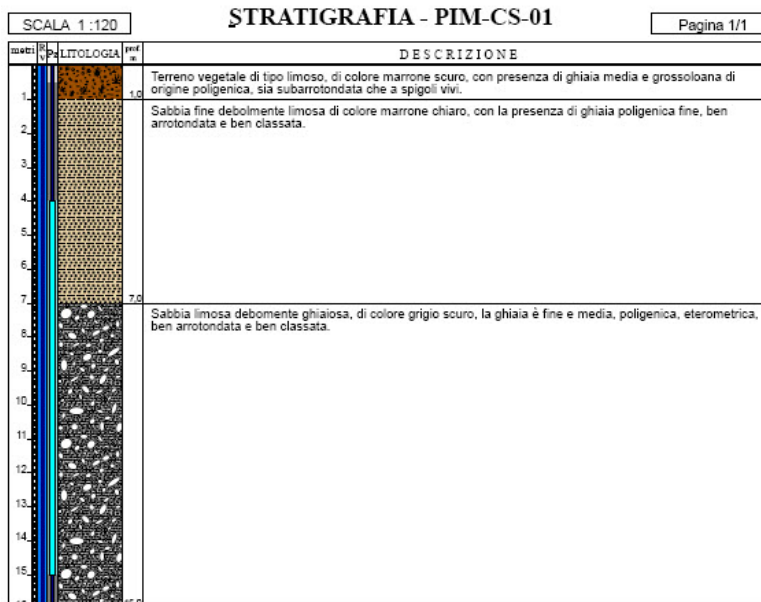 SCALA 1 :120
STRATIGRAFIA - PIM-CS-01
Pagina 1/1
metri R v Pz LITOLOGIA prof. m DESCRIZIONE
Terreno vegetale di tipo limoso, di colore marrone scuro, con presenza di ghiaia media e grossoloana di
origine poligenica, sia subarrotondata che a spigoli vivi.
1 1,0
Sabbia fine debolmente limosa di colore marrone chiaro, con la presenza di ghiaia poligenica fine, ben
arrotondata e ben classata.
2
3
4
5
6
7 7,0
Sabbia limosa debomente ghiaiosa, di colore grigio scuro, la ghiaia è fine e media, poligenica, eterometrica,
ben arrotondata e ben classata.
8
9
10
11
12
13
14
15